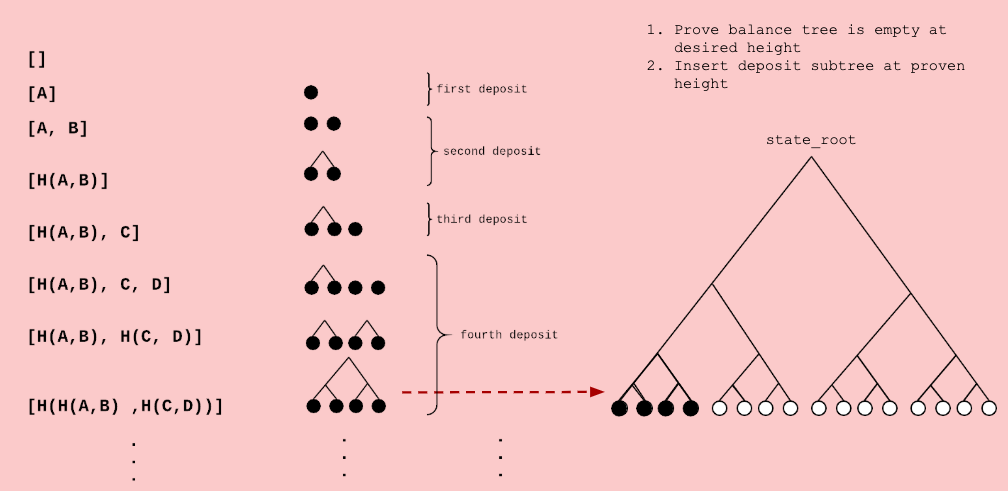 1. Prove balance tree is empty at
desired height
2. Insert deposit subtree at proven
height
[]
[A]
first deposit
[A, B]
second deposit
[H(A,B)]
[H(A,B), C]
third deposit
[H(A,B), C, D]
[H(A,B), H(C, D)]
fourth deposit
[H(H(A,B) ,H(C,D))]
state_root